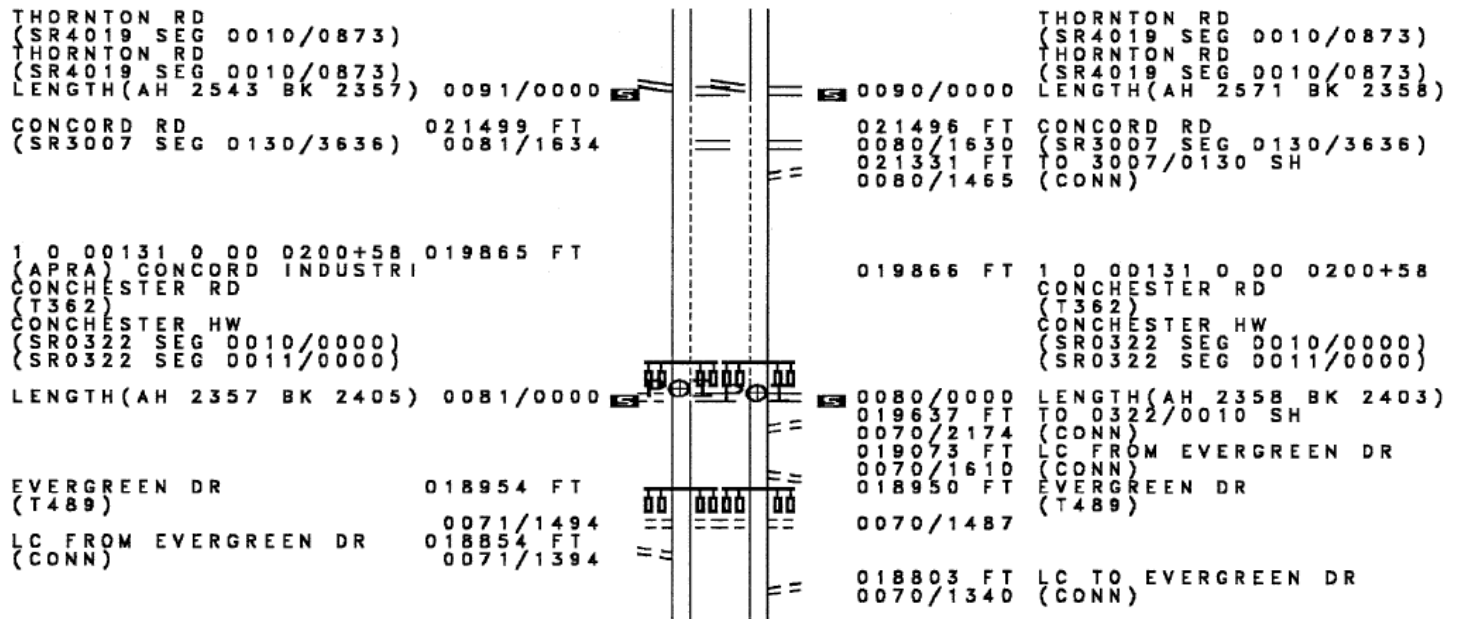 THORNTON RD
(SR4019 SEG 0010/0873)
THORNTON RD
(SR4019 SEG 0010/0873)
LENGTH(AH 2543 BK 2357) 0091/0000 S
CONCORD RD 021499 FT
(SR3007 SEG 0130/3636) 0081/1634
1 0 00131 0 00 0200+58 019865 FT
(APRA) CONCORD INDUSTRI
CONCHESTER RD
(T362)
CONCHESTER HW
(SR0322 SEG 0010/0000)
(SR0322 SEG 0011/0000)
LENGTH(AH 2357 BK 2405) 0081/0000 S
EVERGREEN DR 018954 FT
(T489)
0071/1494
LC FROM EVERGREEN DR 018854 FT
(CONN) 0071/1394
POI POI
THORNTON RD
(SR4019 SEG 0010/0873)
THORNTON RD
(SR4019 SEG 0010/0873)
S 0090/0000 LENGTH(AH 2571 BK 2358)
021496 FT CONCORD RD
0080/1630 (SR3007 SEG 0130/3636)
021331 FT TO 3007/0130 SH
0080/1465 (CONN)
019866 FT 1 0 00131 0 00 0200+58
CONCHESTER RD
(T362)
CONCHESTER HW
(SR0322 SEG 0010/0000)
(SR0322 SEG 0011/0000)
S 0080/0000 LENGTH(AH 2358 BK 2403)
019637 FT TO 0322/0010 SH
0070/2174 (CONN)
019073 FT LC FROM EVERGREEN DR
0070/1610 (CONN)
018950 FT EVERGREEN DR
(T489)
0070/1487
018803 FT LC TO EVERGREEN DR
0070/1340 (CONN)